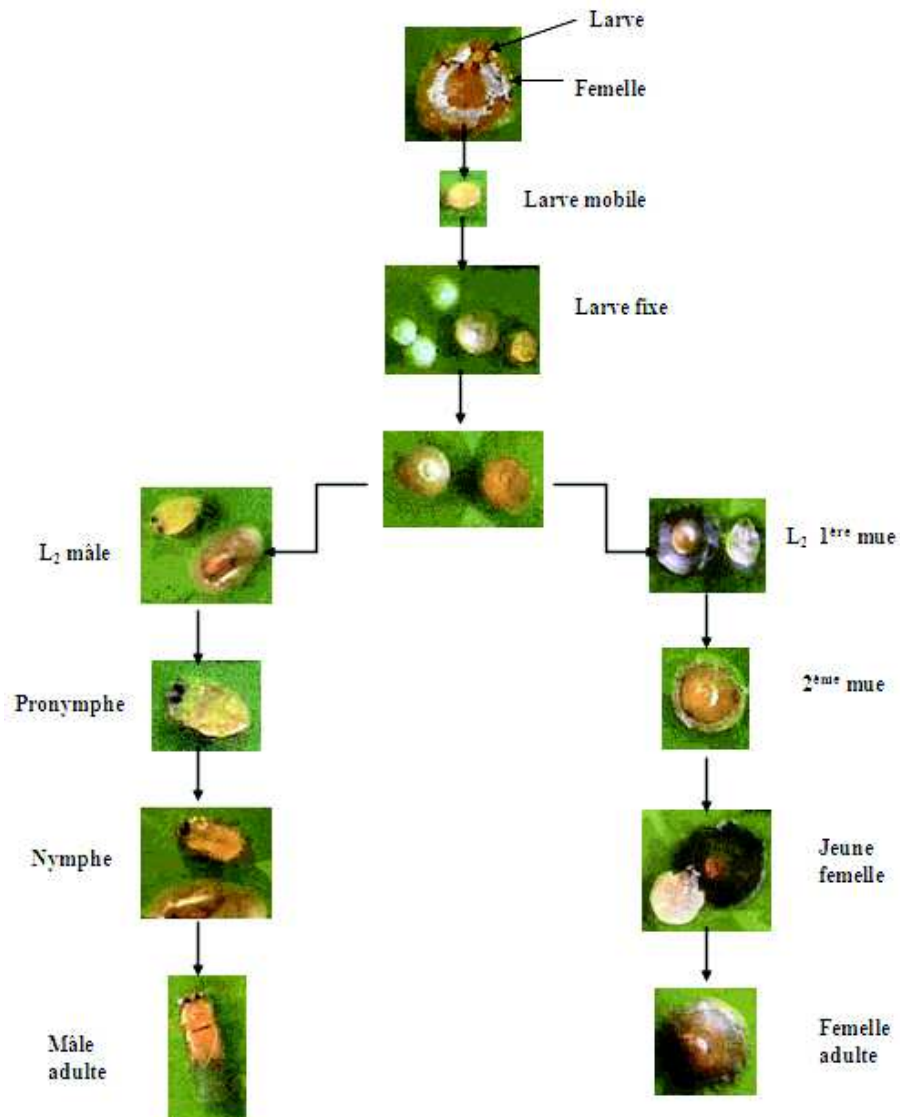 Larve
Femelle
Larve mobile
Larve fixe
L₂ mâle
L₂ 1ère mue
Pronymphe
2ème mue
Nymphe
Jeune
femelle
Mâle
adulte
Femelle
adulte